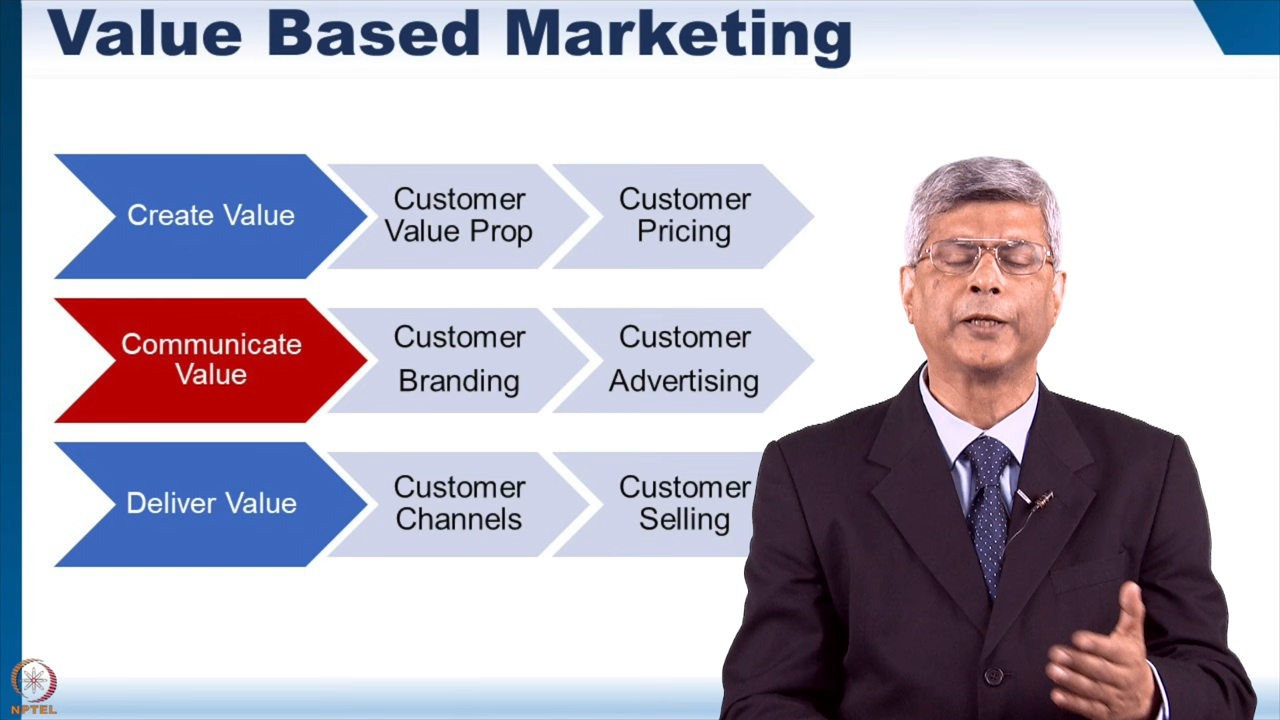 Value Based Marketing
Create Value
Customer
Value Prop
Customer
Pricing
Communicate
Value
Customer
Branding
Customer
Advertising
Deliver Value
Customer
Channels
Customer
Selling
NPTEL